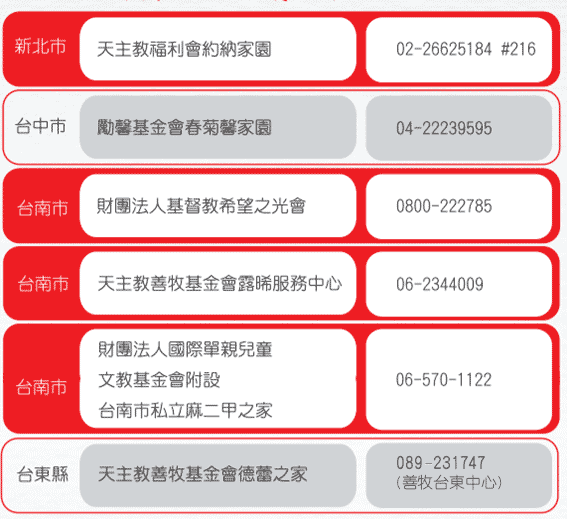 新北市 天主教福利會約納家園 02-26625184 #216
台中市 勵馨基金會春菊馨家園 04-22239595
台南市 財團法人基督教希望之光會 0800-222785
台南市 天主教善牧基金會露晞服務中心 06-2344009
台南市 財團法人國際單親兒童
文教基金會附設
台南市私立麻二甲之家 06-570-1122
台東縣 天主教善牧基金會德蕾之家 089-231747
(善牧台東中心)